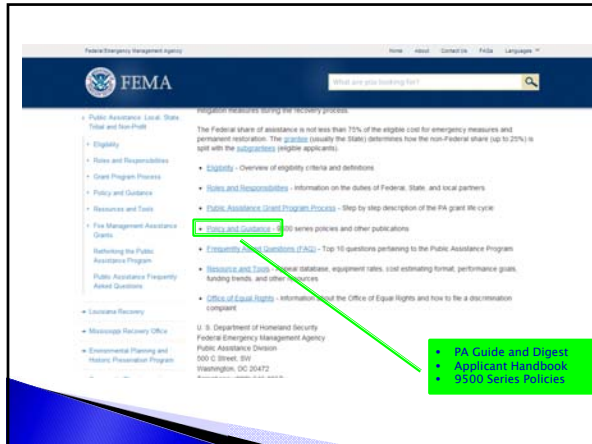 Federal Emergency Management Agency
Home About Contact Us FAQs Languages
FEMA
What are you looking for?
Public Assistance: Local, State,
Tribal and Non-Profit
Eligibility
Roles and Responsibilities
Grant Program Process
Policy and Guidance
Resources and Tools
Fire Management Assistance
Grants
Rethinking the Public
Assistance Program
Public Assistance Frequently
Asked Questions
Louisiana Recovery
Mississippi Recovery Office
Environmental Planning and
Historic Preservation Program
mitigation measures during the recovery process.
The Federal share of assistance is not less than 75% of the eligible cost for emergency measures and
permanent restoration. The grantee (usually the State) determines how the non-Federal share (up to 25%) is
split with the subgrantees (eligible applicants).
• Eligibility - Overview of eligibility criteria and definitions
• Roles and Responsibilities - Information on the duties of Federal, State, and local partners
• Public Assistance Grant Program Process - Step by step description of the PA grant life cycle
• Policy and Guidance - 9500 series policies and other publications
• Frequently Asked Questions (FAQ) - Top 10 questions pertaining to the Public Assistance Program
• Resource and Tools - Appeal database, equipment rates, cost estimating format, performance goals,
funding trends, and other resources
• Office of Equal Rights - Information about the Office of Equal Rights and how to file a discrimination
complaint
U. S. Department of Homeland Security
Federal Emergency Management Agency
Public Assistance Division
500 C Street, SW
Washington, DC 20472
• PA Guide and Digest
• Applicant Handbook
• 9500 Series Policies